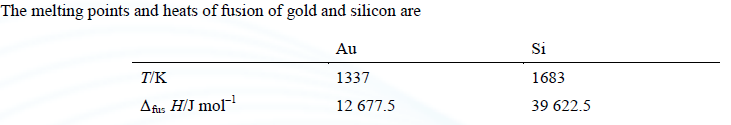 The melting points and heats of fusion of gold and silicon are
Au Si
T/K 1337 1683
Δfus H/J mol⁻¹ 12 677.5 39 622.5